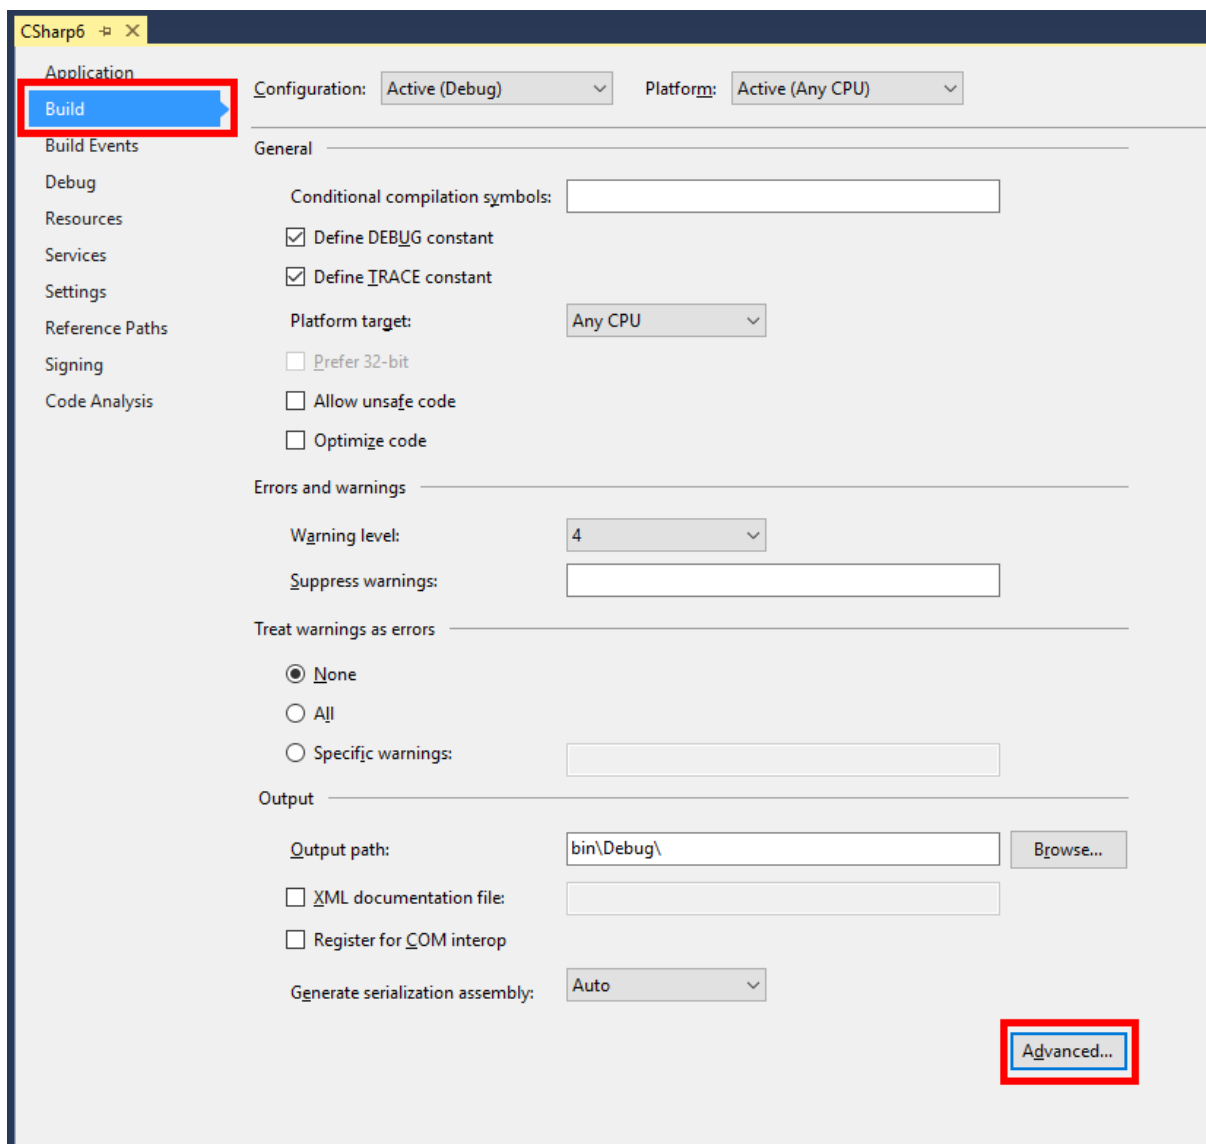 CSharp6
Application
Build
Build Events
Debug
Resources
Services
Settings
Reference Paths
Signing
Code Analysis
Configuration: Active (Debug) Platform: Active (Any CPU)
General
Conditional compilation symbols:
Define DEBUG constant
Define TRACE constant
Platform target: Any CPU
Prefer 32-bit
Allow unsafe code
Optimize code
Errors and warnings
Warning level: 4
Suppress warnings:
Treat warnings as errors
None
All
Specific warnings:
Output
Output path: bin\Debug\ Browse...
XML documentation file:
Register for COM interop
Generate serialization assembly: Auto
Advanced...